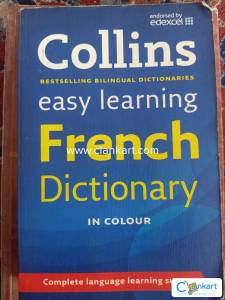 endorsed by
edexcel
Collins
BESTSELLING BILINGUAL DICTIONARIES
easy learning
French
www.clankart.com
Dictionary
IN COLOUR
Complete language learning
Clankart